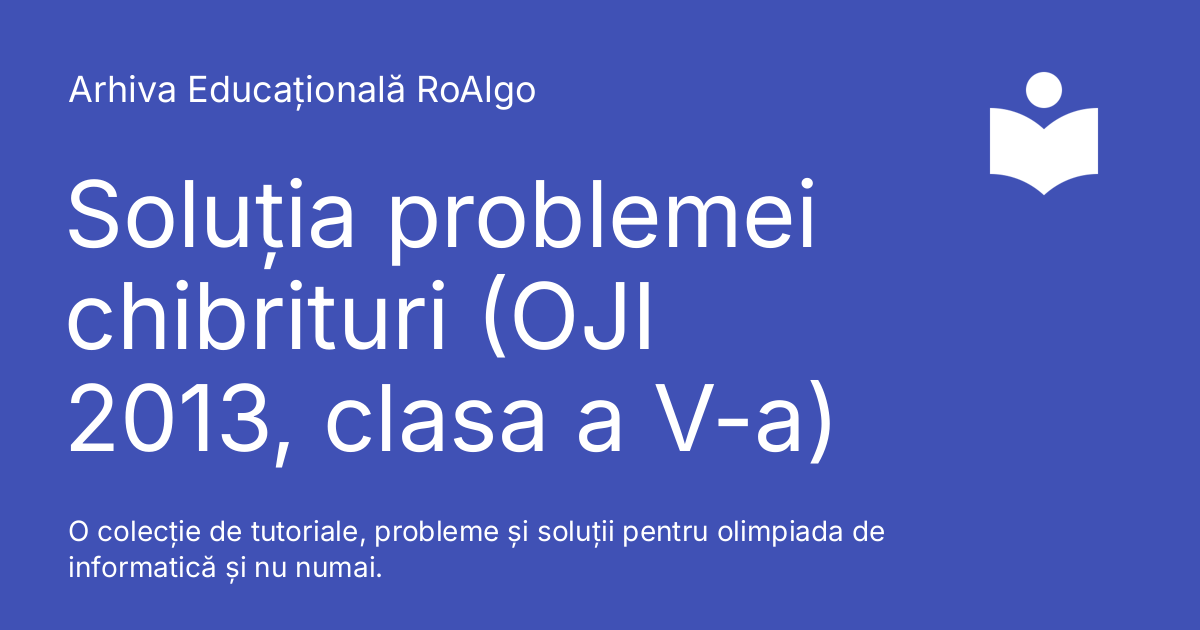 Arhiva Educațională RoAlgo
Soluția problemei
chibrituri (OJI
2013, clasa a V-a)
O colecție de tutoriale, probleme și soluții pentru olimpiada de
informatică și nu numai.